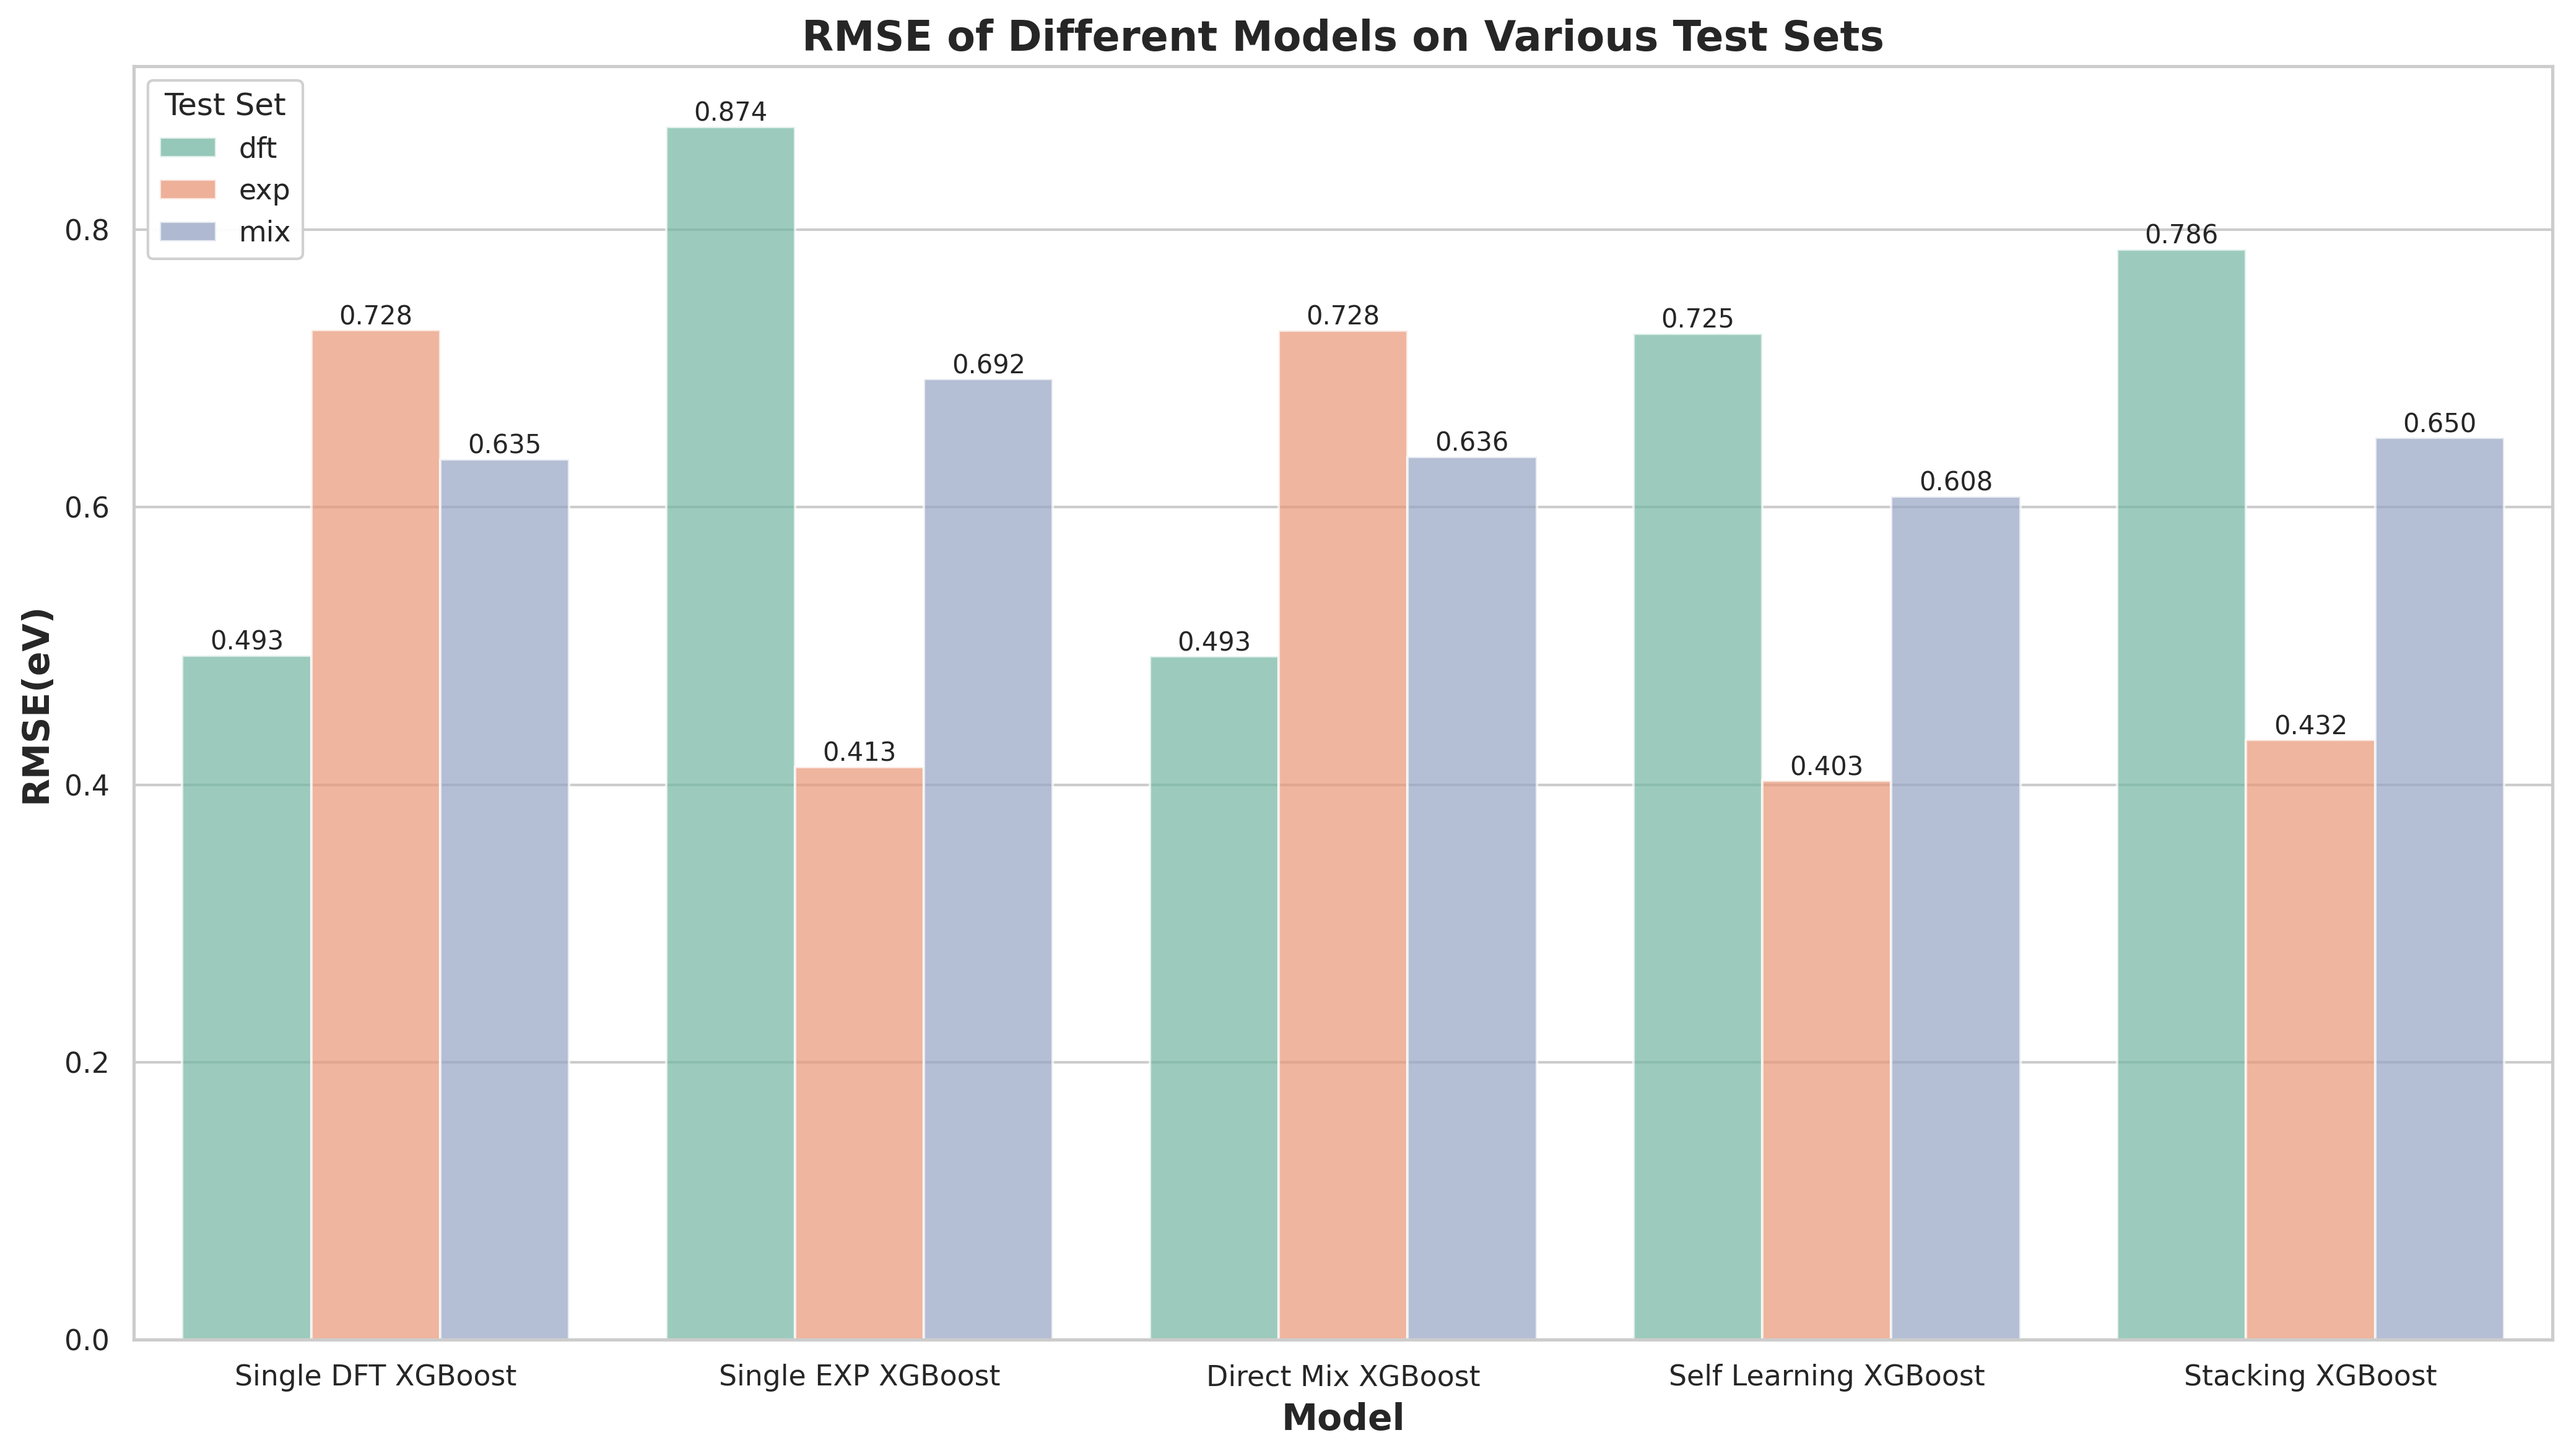 RMSE of Different Models on Various Test Sets
Test Set
dft
exp
mix
RMSE(eV)
0.8
0.6
0.4
0.2
0.0
0.493
0.728
0.635
0.874
0.413
0.692
0.493
0.728
0.636
0.725
0.403
0.608
0.786
0.432
0.650
Single DFT XGBoost
Single EXP XGBoost
Direct Mix XGBoost
Self Learning XGBoost
Stacking XGBoost
Model